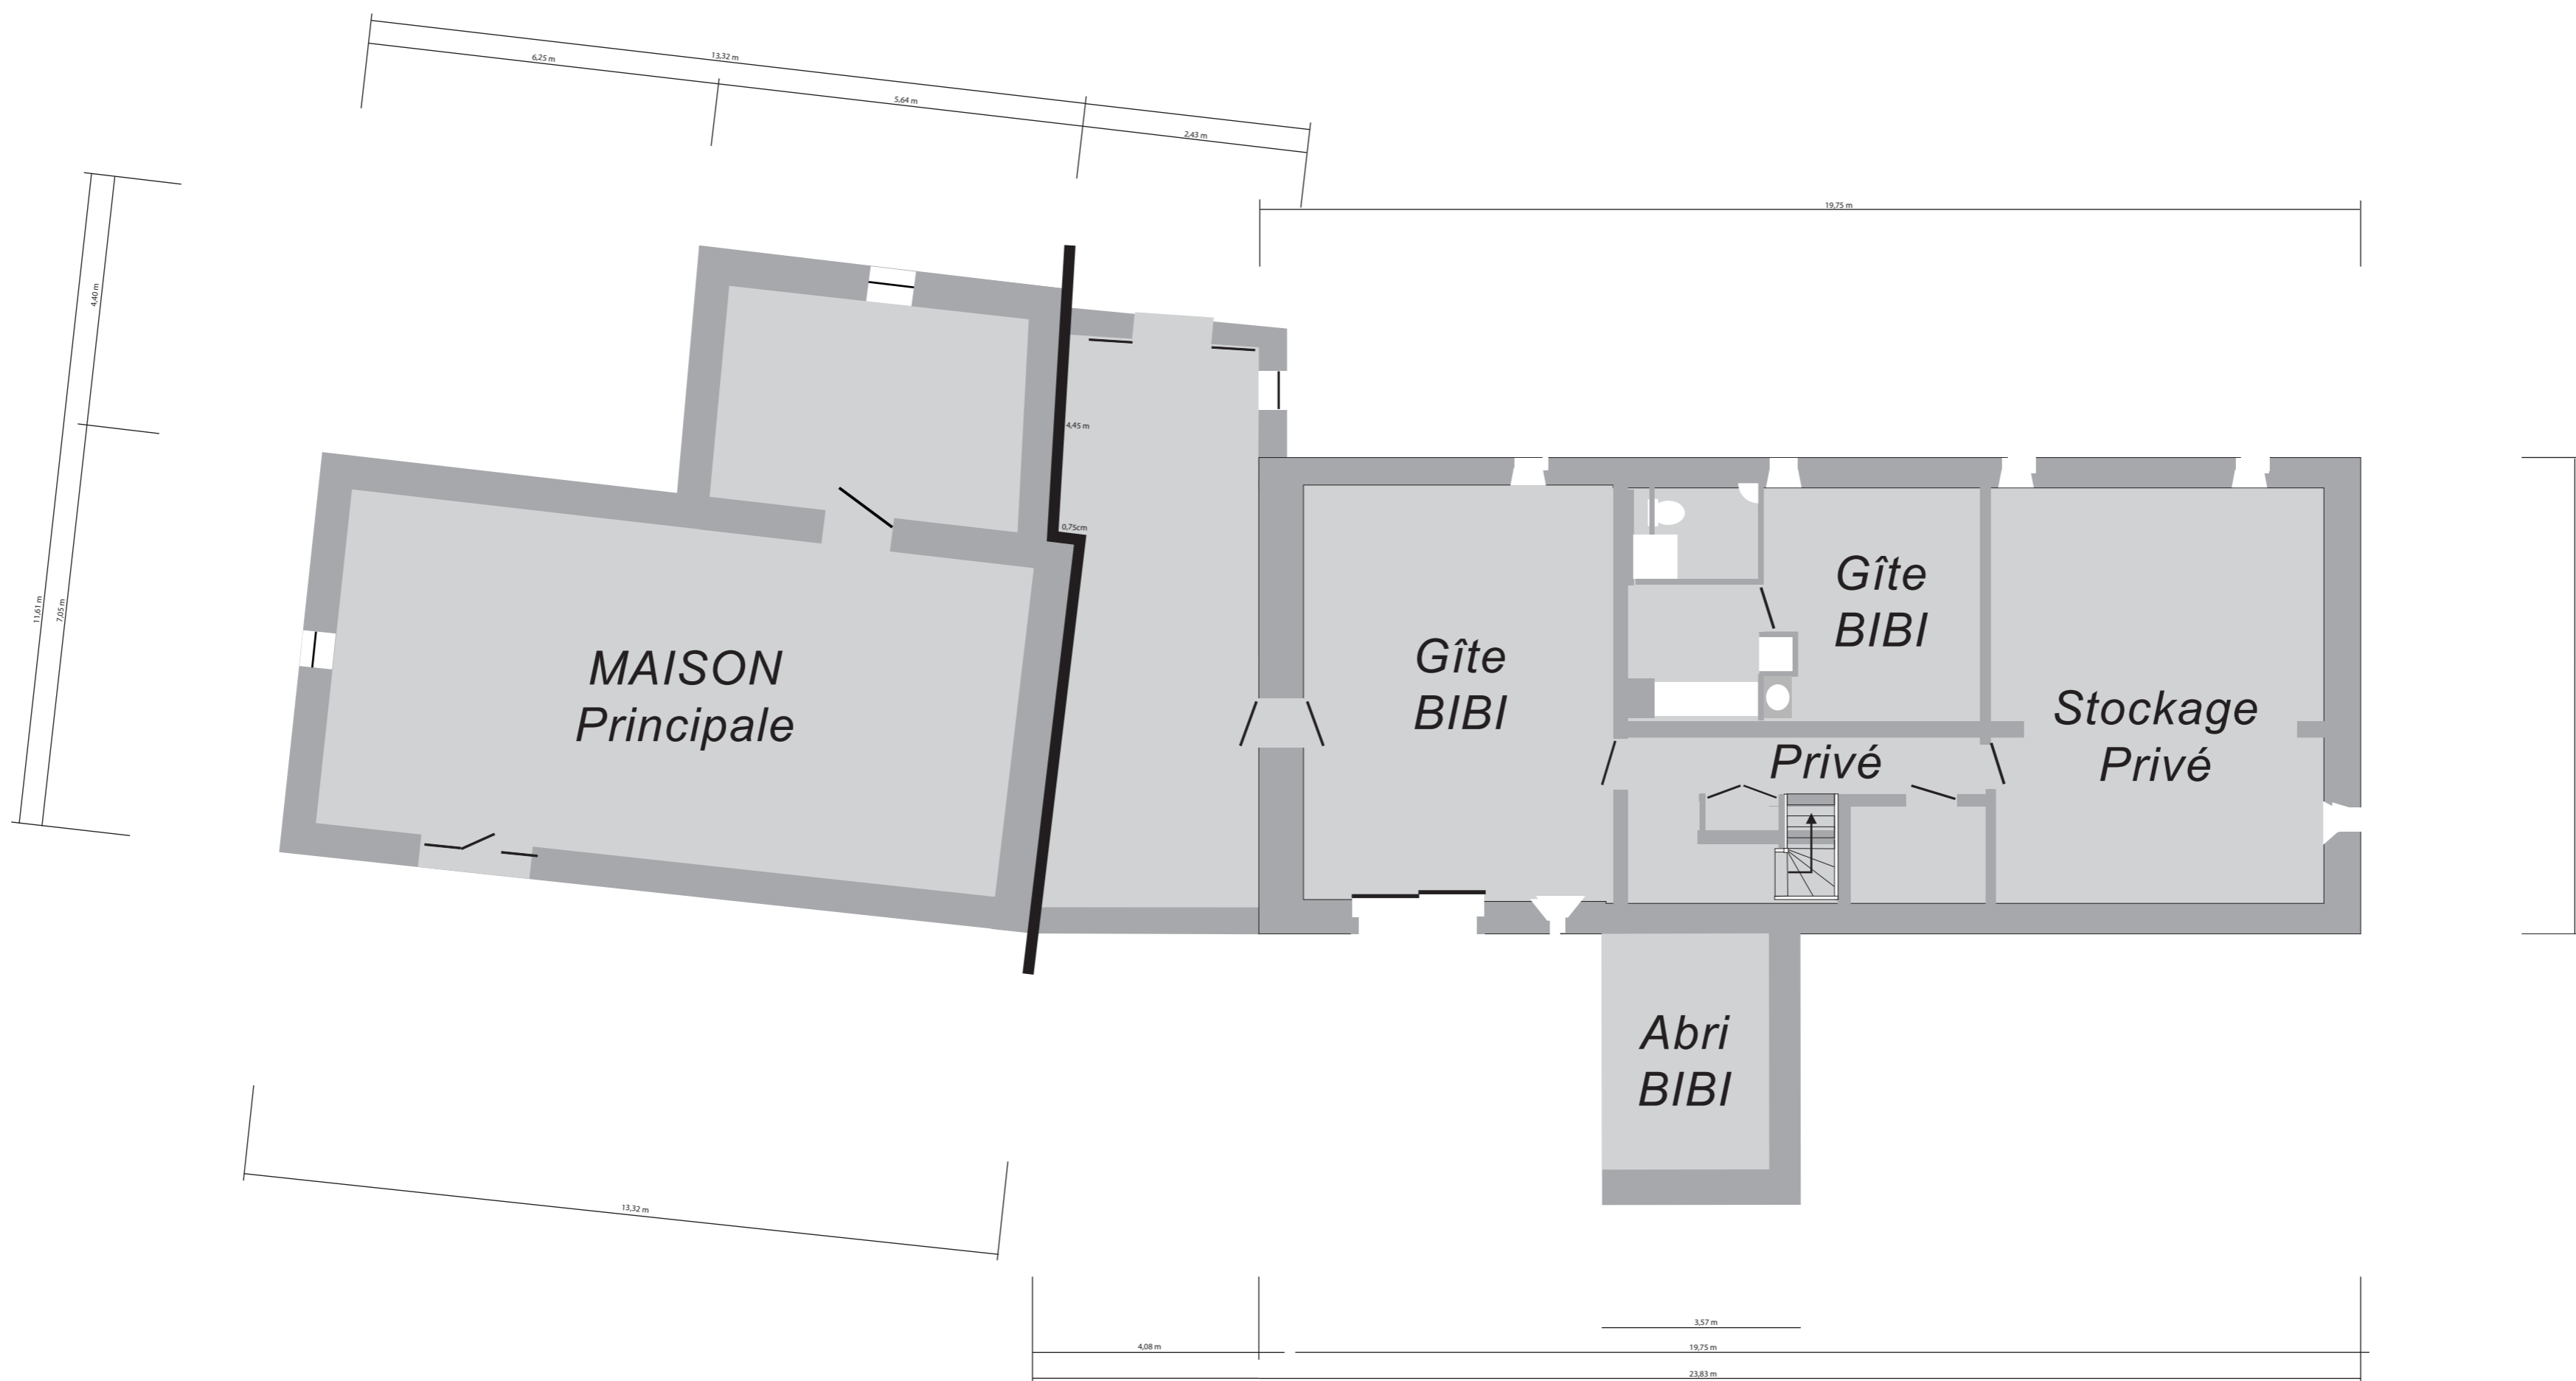 13,32 m
6,25 m
5,64 m
2,43 m
19,75 m
4,40 m
11,61 m
7,05 m
4,45 m
0,75cm
MAISON
Principale
Gîte
BIBI
Gîte
BIBI
Stockage
Privé
Privé
Abri
BIBI
13,32 m
3,57 m
4,08 m
19,75 m
23,83 m